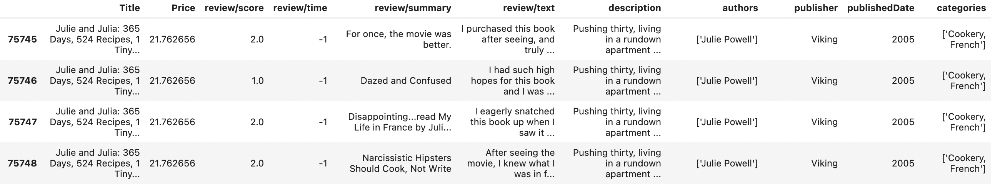 Title Price review/score review/time review/summary review/text description authors publisher publishedDate categories
75745 Julie and Julia: 365 Days, 524 Recipes, 1 Tiny... 21.762656 2.0 -1 For once, the movie was better. I purchased this book after seeing, and truly ... Pushing thirty, living in a rundown apartment ... ['Julie Powell'] Viking 2005 ['Cookery, French']
75746 Julie and Julia: 365 Days, 524 Recipes, 1 Tiny... 21.762656 1.0 -1 Dazed and Confused I had such high hopes for this book and I was ... Pushing thirty, living in a rundown apartment ... ['Julie Powell'] Viking 2005 ['Cookery, French']
75747 Julie and Julia: 365 Days, 524 Recipes, 1 Tiny... 21.762656 2.0 -1 Disappointing...read My Life in France by Juli... I eagerly snatched this book up when I saw it ... Pushing thirty, living in a rundown apartment ... ['Julie Powell'] Viking 2005 ['Cookery, French']
75748 Julie and Julia: 365 Days, 524 Recipes, 1 Tiny... 21.762656 2.0 -1 Narcissistic Hipsters Should Cook, Not Write After seeing the movie, I knew what I was in f... Pushing thirty, living in a rundown apartment ... ['Julie Powell'] Viking 2005 ['Cookery, French']